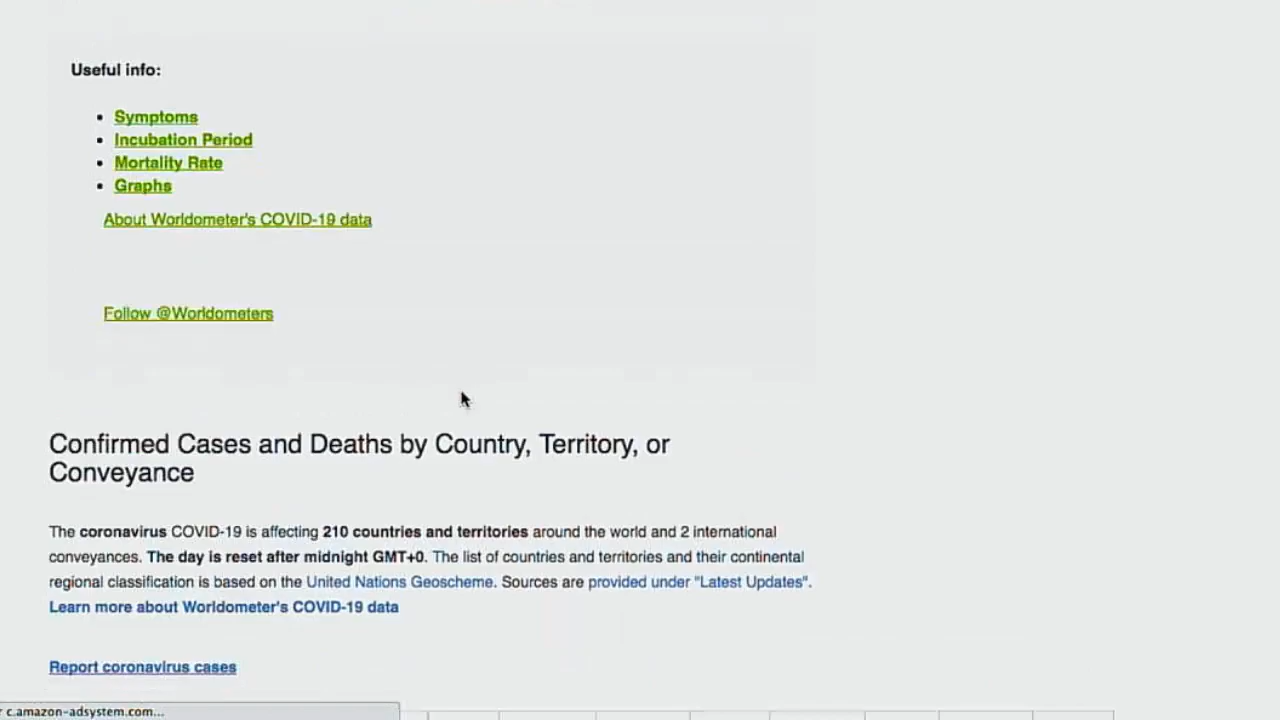 Useful info:
Symptoms
Incubation Period
Mortality Rate
Graphs
About Worldometer's COVID-19 data
Follow @Worldometers
Confirmed Cases and Deaths by Country, Territory, or
Conveyance
The coronavirus COVID-19 is affecting 210 countries and territories around the world and 2 international
conveyances. The day is reset after midnight GMT+0. The list of countries and territories and their continental
regional classification is based on the United Nations Geoscheme. Sources are provided under "Latest Updates".
Learn more about Worldometer's COVID-19 data
Report coronavirus cases
r c.amazon-adsystem.com...